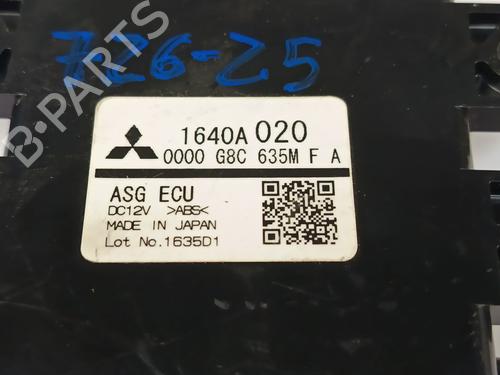 726-25
B-PARTS
1640A 020
0000 G8C 635M F A
ASG ECU
DC12V >ABS<
MADE IN JAPAN
Lot No.1635D1